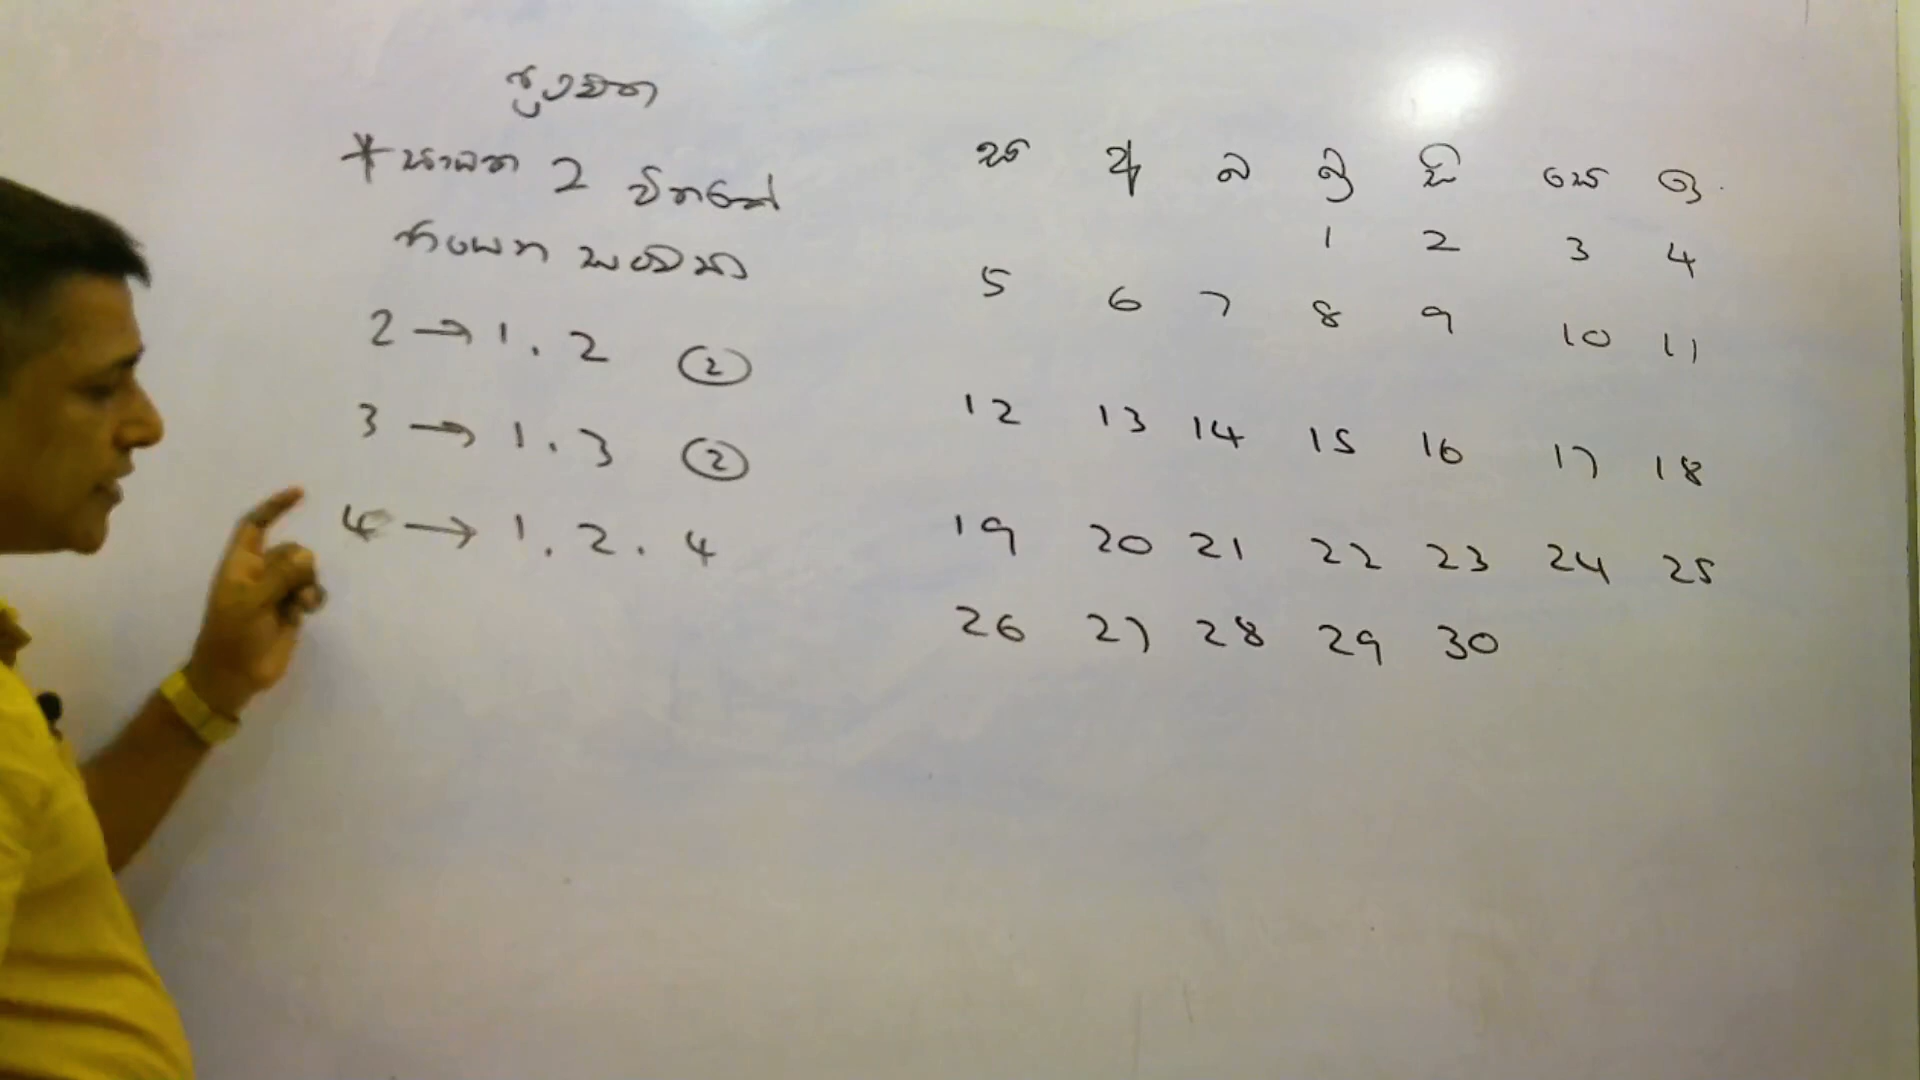 * සාධක 2 විතරක්
2 → 1, 2 ②
3 → 1, 3 ②
4 → 1, 2, 4
ස අ බ බ්‍ර සි සෙ ඉ
1 2 3 4
5 6 7 8 9 10 11
12 13 14 15 16 17 18
19 20 21 22 23 24 25
26 27 28 29 30